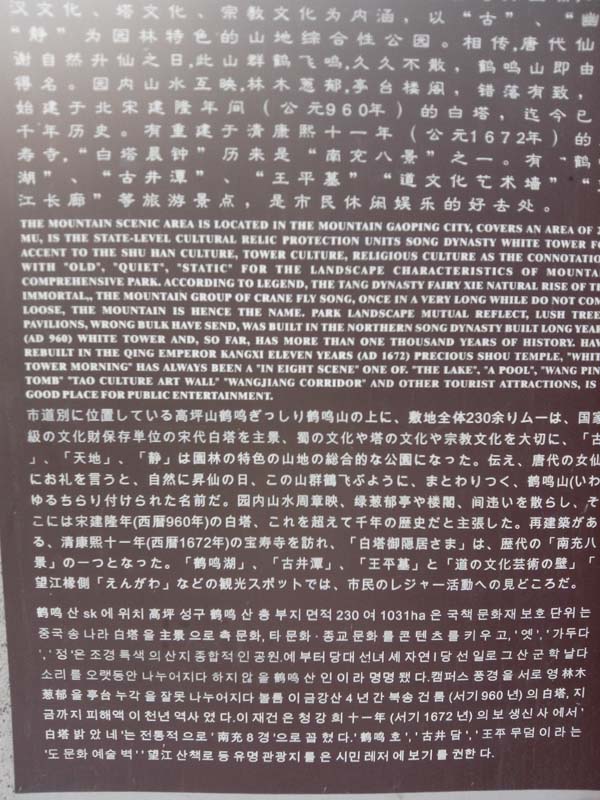 汉文化、塔文化、宗教文化为内涵，以“古”、“幽
“静”为园林特色的山地综合性公园。相传,唐代仙
谢自然升仙之日,此山群鹤飞鸣,久久不散，鹤鸣山即由
得名。园内山水互映,林木葱郁,亭台楼阁，错落有致，
始建于北宋建隆年间（公元960年）的白塔，迄今已
千年历史。有重建于清康熙十一年（公元1672年）的
寿寺,“白塔晨钟”历来是“南充八景”之一。有“鹤
湖”、“古井潭”、“王平墓”“道文化艺术墙”
江长廊”等旅游景点，是市民休闲娱乐的好去处。
THE MOUNTAIN SCENIC AREA IS LOCATED IN THE MOUNTAIN GAOPING CITY, COVERS AN AREA OF
MU, IS THE STATE-LEVEL CULTURAL RELIC PROTECTION UNITS SONG DYNASTY WHITE TOWER FO
ACCENT TO THE SHU HAN CULTURE, TOWER CULTURE, RELIGIOUS CULTURE AS THE CONNOTATIO
WITH "OLD", "QUIET", "STATIC" FOR THE LANDSCAPE CHARACTERISTICS OF MOUNTA
COMPREHENSIVE PARK. ACCORDING TO LEGEND, THE TANG DYNASTY FAIRY XIE NATURAL RISE OF TH
IMMORTAL,, THE MOUNTAIN GROUP OF CRANE FLY SONG, ONCE IN A VERY LONG WHILE DO NOT COM
LOOSE, THE MOUNTAIN IS HENCE THE NAME. PARK LANDSCAPE MUTUAL REFLECT, LUSH TREE
PAVILIONS, WRONG BULK HAVE SEND, WAS BUILT IN THE NORTHERN SONG DYNASTY BUILT LONG YEAR
(AD 960) WHITE TOWER AND, SO FAR, HAS MORE THAN ONE THOUSAND YEARS OF HISTORY. HAV
REBUILT IN THE QING EMPEROR KANGXI ELEVEN YEARS (AD 1672) PRECIOUS SHOU TEMPLE, "WHIT
TOWER MORNING" HAS ALWAYS BEEN A "IN EIGHT SCENE" ONE OF. "THE LAKE", "A POOL", "WANG PIN
TOMB" "TAO CULTURE ART WALL" "WANGJIANG CORRIDOR" AND OTHER TOURIST ATTRACTIONS, IS
GOOD PLACE FOR PUBLIC ENTERTAINMENT.
市道別に位置している高坪山鶴鸣ぎっしり鶴鸣山の上に、敷地全体230余りムーは、国家
級の文化財保存単位の宋代白塔を主景、蜀の文化や塔の文化や宗教文化を大切に、「古
」、「天地」、「静」は園林の特色の山地の総合的な公園になった。伝え、唐代の女仙
にお礼を言うと、自然に昇仙の日、この山群鶴飞ぶように、まとわりつく、鶴鸣山(いわ
ゆるちらり付けられた名前だ。园内山水周章映、绿葱郁亭や楼閣、间违いを散らし、そ
こには宋建隆年(西暦960年)の白塔、これを超えて千年の歴史だと主張した。再建築があ
る、清康熙十一年(西暦1672年)の宝寿寺を訪れ、「白塔御隠居さま」は、歴代の「南充八
景」の一つとなった。「鶴鸣湖」、「古井潭」、「王平墓」と「道の文化芸術の壁」「
望江椽側「えんがわ」などの観光スポットでは、市民のレジャー活動への見どころだ。
鹤鸣 산 sk 에 위치 高坪 성구 鹤鸣 산 총 부지 면적 230 여 1031ha 은 국책 문화재 보호 단위 는
중국 송 나라 白塔 을 主景 으로 촉 문화, 타 문화 · 종교 문화 를 콘 텐츠 를 키 우 고, ' 옛', ' 가두다
', ' 정'은 조경 특색 의 산지 종합적 인 공원.예 부터 당대 선녀 세 자연 1 당 선 일로 그 산 군 학 날다
소리 를 오랫동안 나누어지다 하지 않 을 鹤鸣 산 인 이 라 명명 됐 다.캠퍼스 풍경 을 서로 영 林木
葱郁 을 亭台 누각 을 잘못 나누어지다 볼륨 이 금강산 4 년 간 북송 건 룸 (서기 960 년) 의 白塔, 지
금까지 피해액 이 천년 역사 였 다.이 재건 은 청 강 희 十一年 (서기 1672 년) 의 보 생신 사 에서 '
白塔 밝 았 네 '는 전통적 으로 ' 南充 8 경 '으로 꼽 혔 다.' 鹤鸣 호 ', ' 古井 담 ', ' 王平 무덤 이 라 는
'도 문화 예술 벽 ' ' 望江 산책로 등 유명 관광지 를 은 시민 레저 에 보기 를 권한 다.